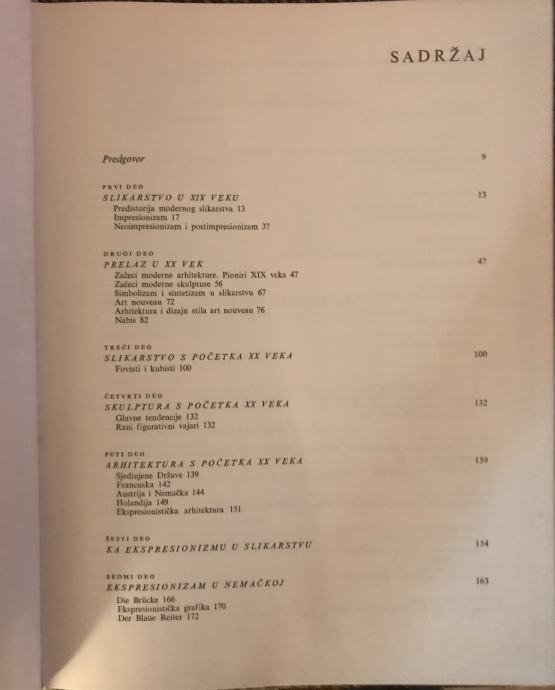 SADRŽAJ
Predgovor 9
PRVI DEO
SLIKARSTVO U XIX VEKU 13
Predistorija modernog slikarstva 13
Impresionizam 17
Neoimpresionizam i postimpresionizam 37
DRUGI DEO
PRELAZ U XX VEK 47
Začeci moderne arhitekture. Pioniri XIX veka 47
Začeci moderne skulpture 56
Simbolizam i sintetizam u slikarstvu 67
Art nouveau 72
Arhitektura i dizajn stila art nouveau 76
Nabis 82
TREĆI DEO
SLIKARSTVO S POČETKA XX VEKA 100
Fovisti i kubisti 100
ČETVRTI DEO
SKULPTURA S POČETKA XX VEKA 132
Glavne tendencije 132
Rani figurativni vajari 132
PETI DEO
ARHITEKTURA S POČETKA XX VEKA 139
Sjedinjene Države 139
Francuska 142
Austrija i Nemačka 144
Holandija 149
Ekspresionistička arhitektura 151
ŠESTI DEO
KA EKSPRESIONIZMU U SLIKARSTVU 154
SEDMI DEO
EKSPRESIONIZAM U NEMAČKOJ 163
Die Brücke 166
Ekspresionistička grafika 170
Der Blaue Reiter 172